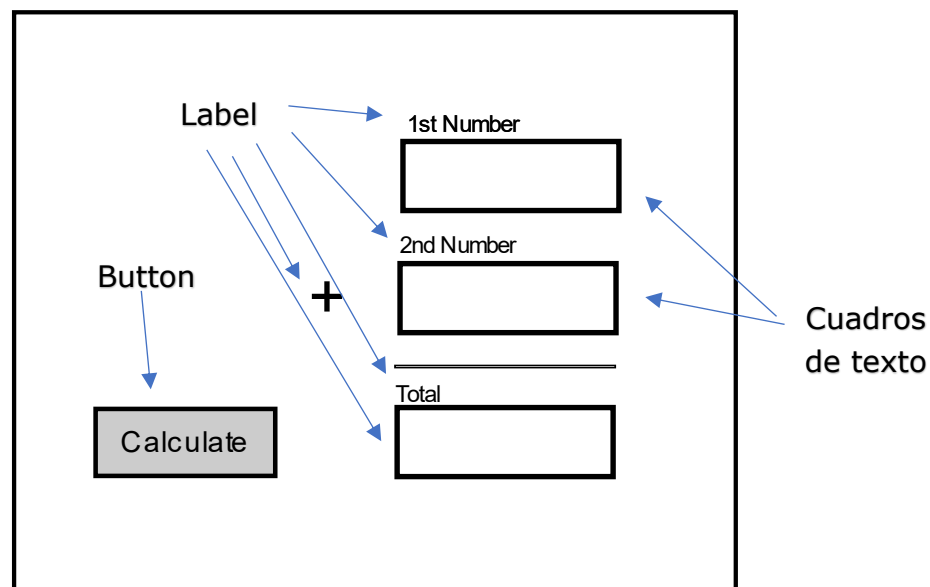 Label
1st Number
2nd Number
Button
+
Cuadros
de texto
Total
Calculate